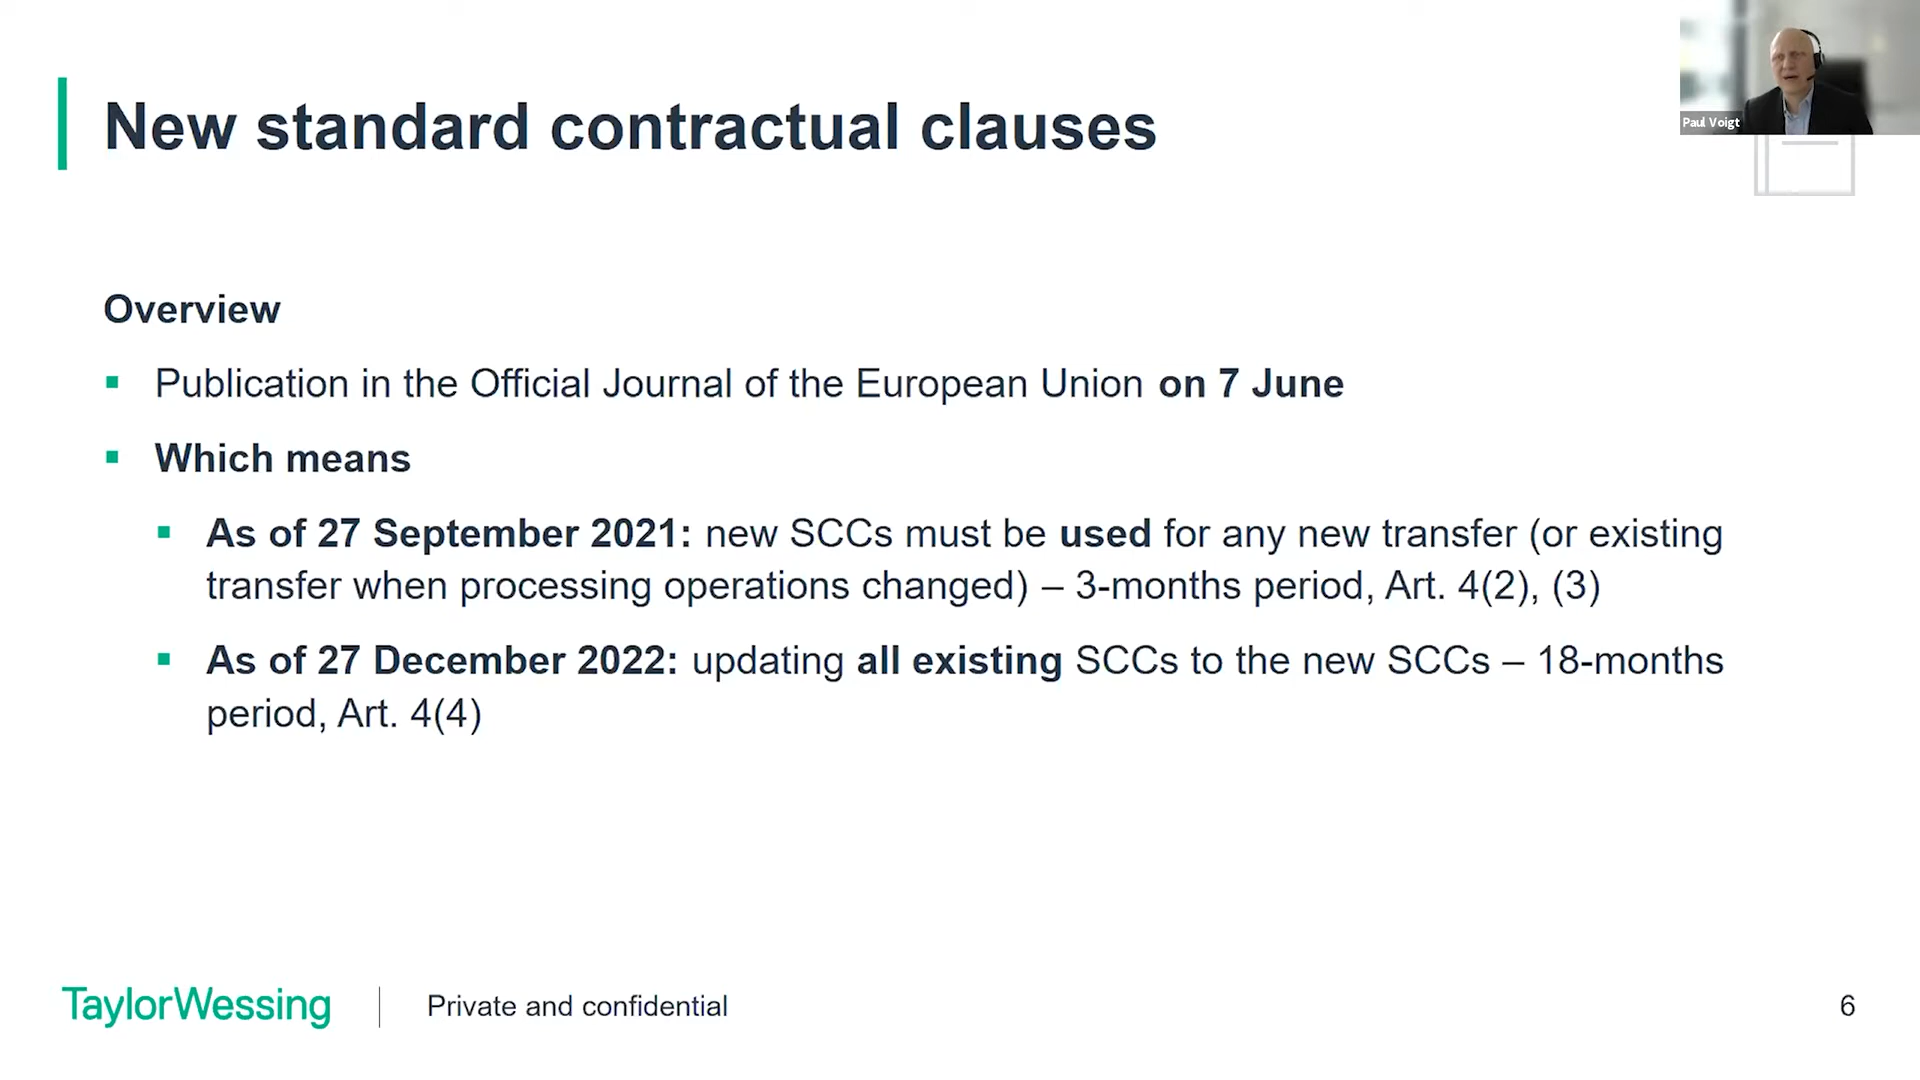 Paul Voigt
New standard contractual clauses
Overview
▪ Publication in the Official Journal of the European Union on 7 June
▪ Which means
▪ As of 27 September 2021: new SCCs must be used for any new transfer (or existing
transfer when processing operations changed) – 3-months period, Art. 4(2), (3)
▪ As of 27 December 2022: updating all existing SCCs to the new SCCs – 18-months
period, Art. 4(4)
TaylorWessing
Private and confidential
6